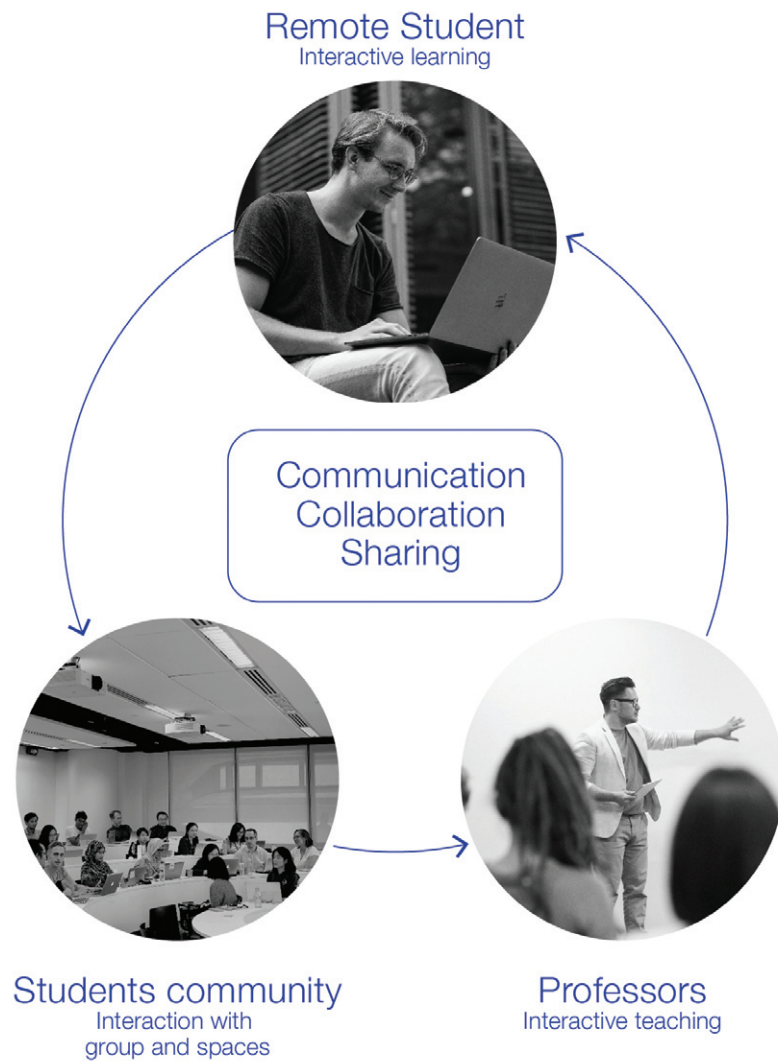 Remote Student
Interactive learning
Communication
Collaboration
Sharing
Students community
Interaction with
group and spaces
Professors
Interactive teaching